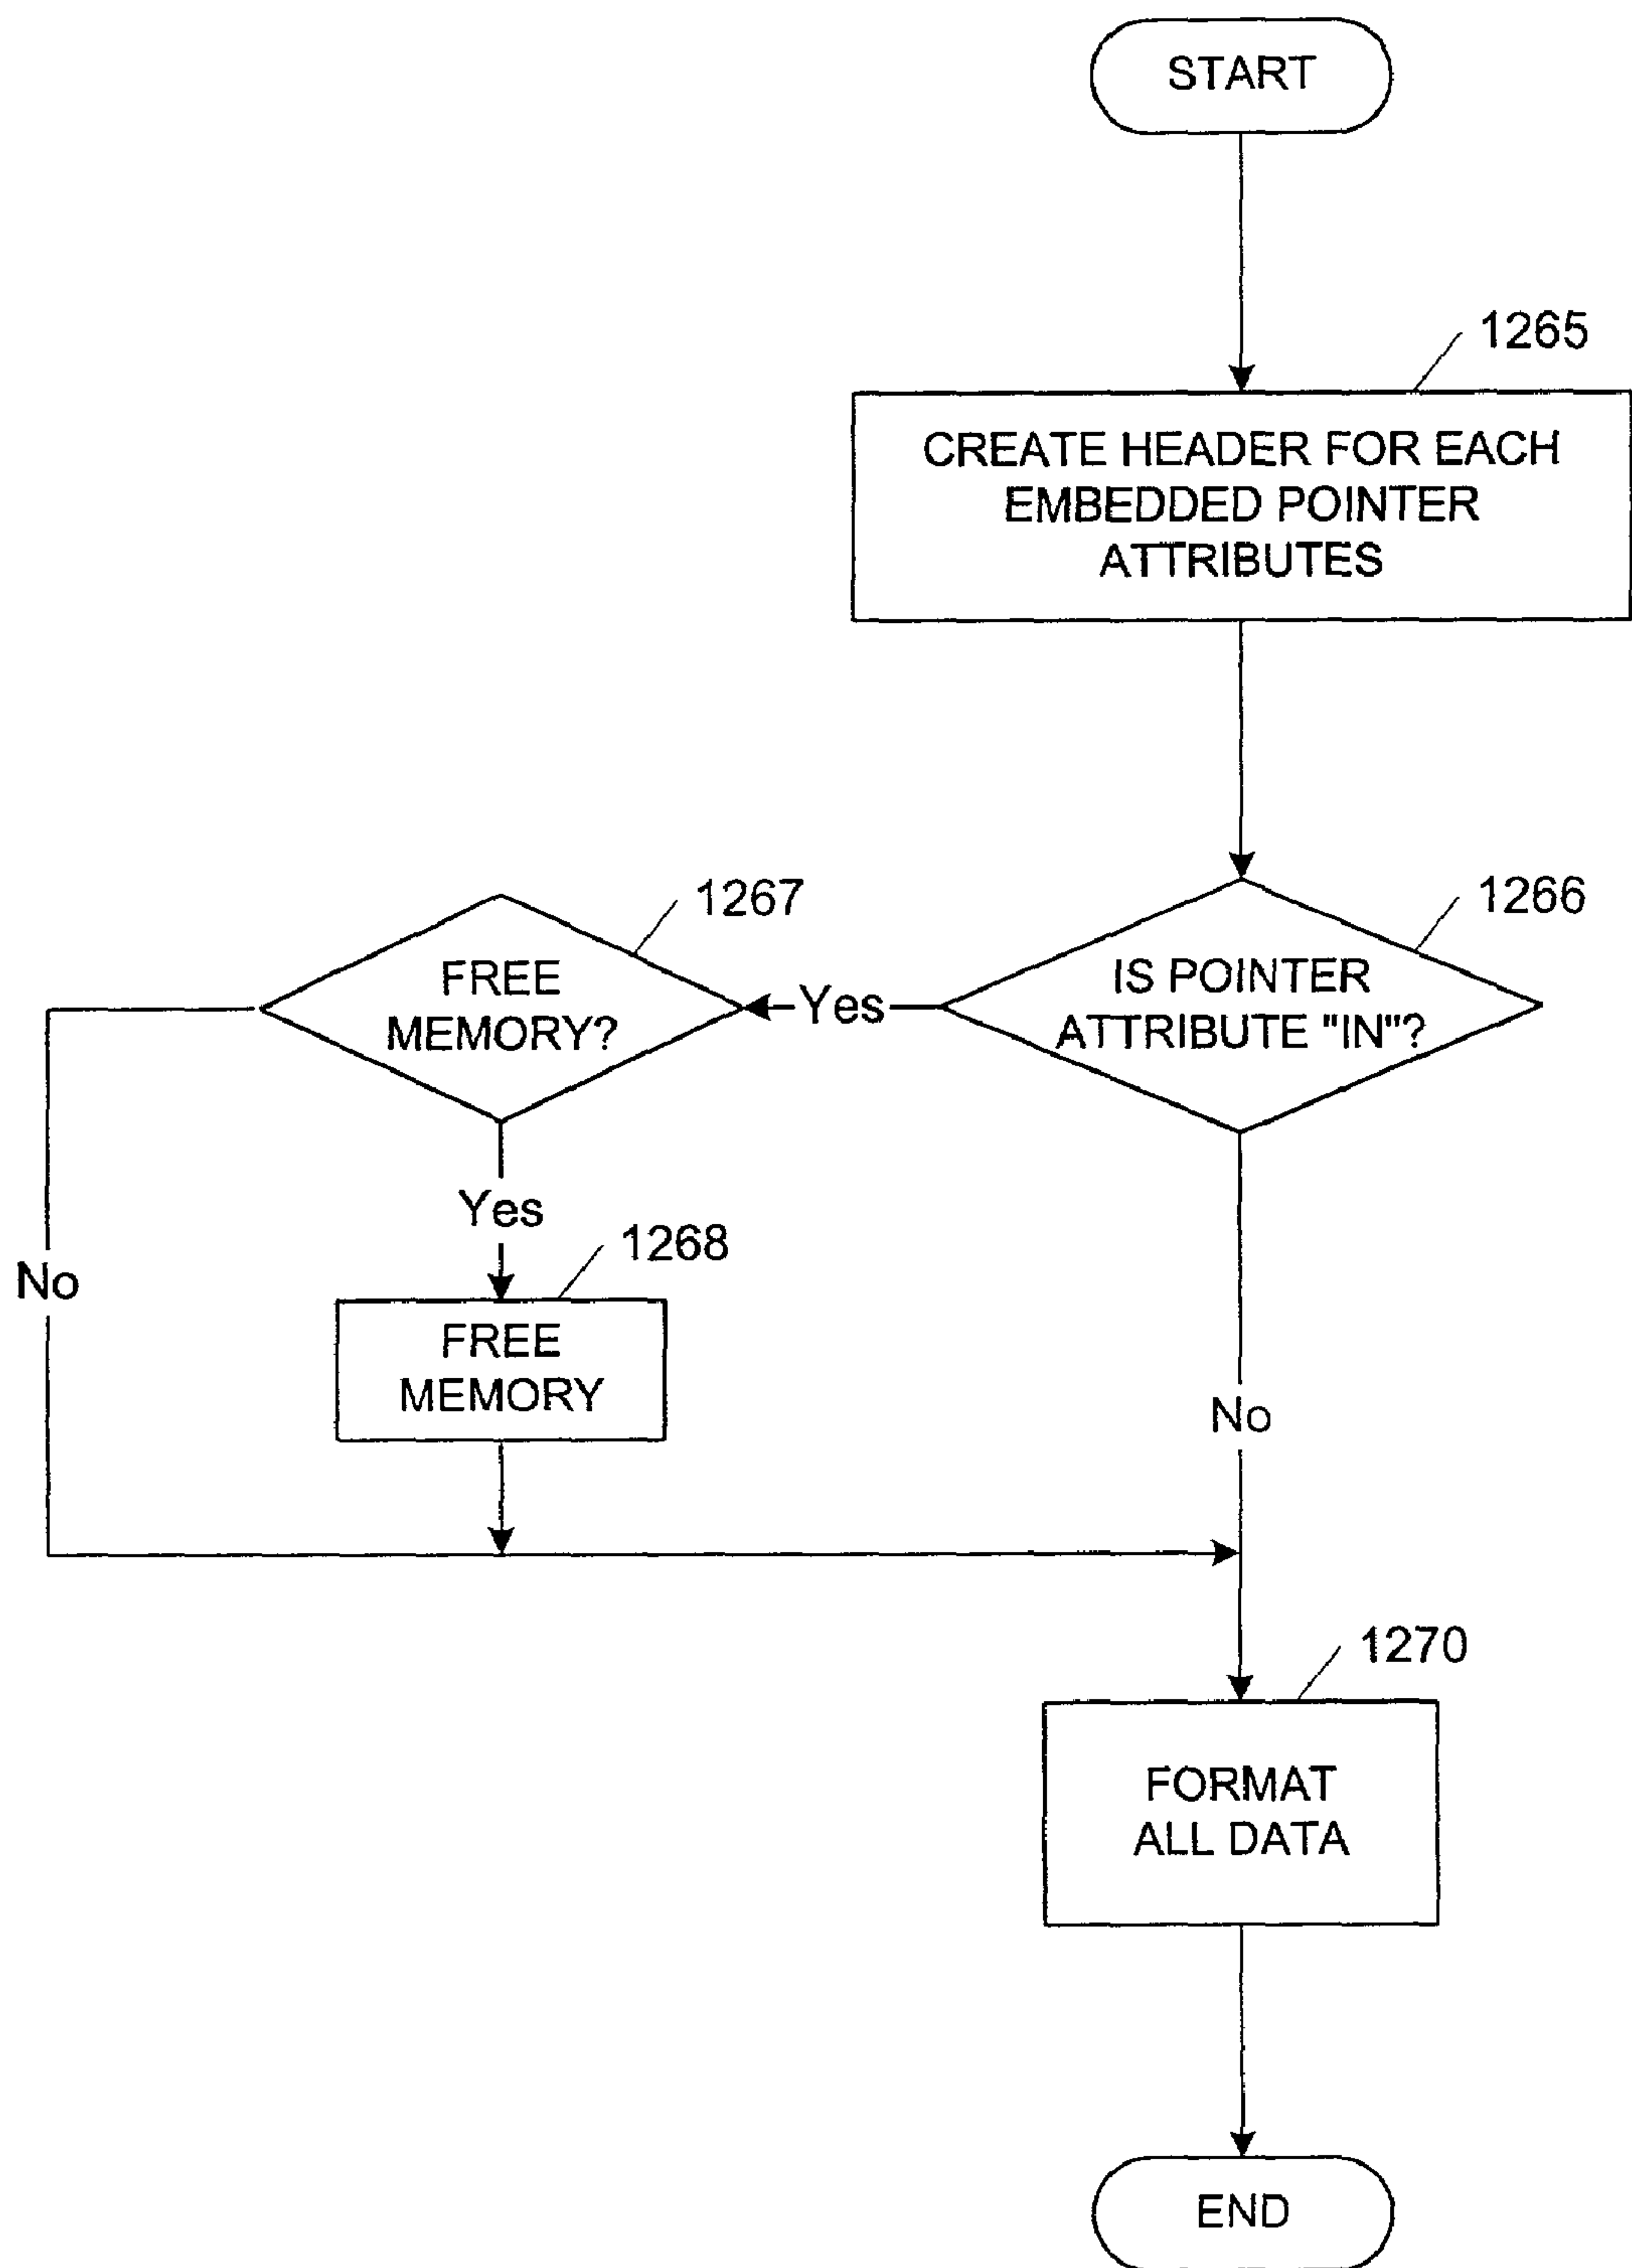 START
1265
CREATE HEADER FOR EACH
EMBEDDED POINTER
ATTRIBUTES
1267
1266
FREE
MEMORY?
Yes
IS POINTER
ATTRIBUTE "IN"?
Yes
1268
No
FREE
MEMORY
No
1270
FORMAT
ALL DATA
END